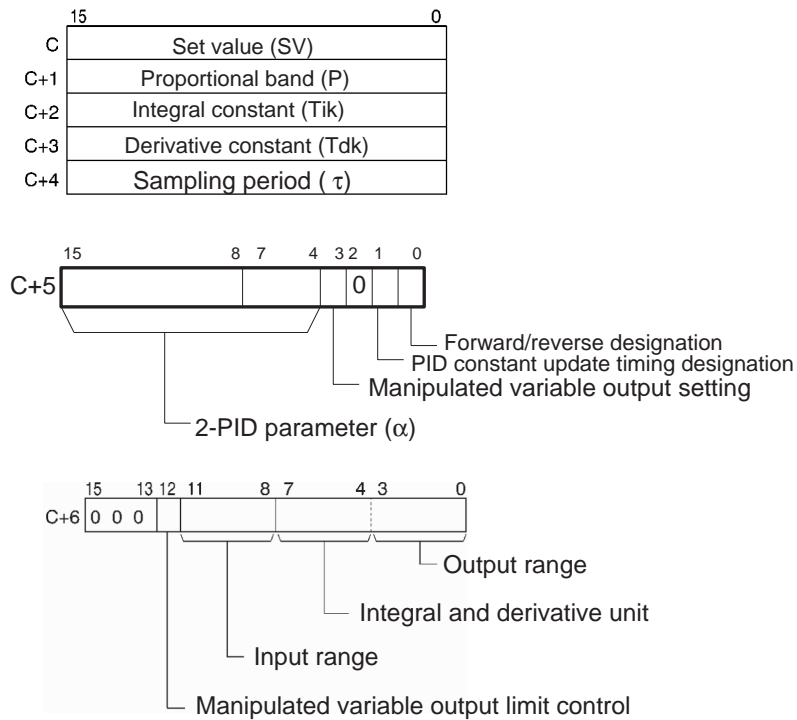 15 0
C Set value (SV)
C+1 Proportional band (P)
C+2 Integral constant (Tik)
C+3 Derivative constant (Tdk)
C+4 Sampling period ( τ)
15 8 7 4 3 2 1 0
C+5 0
Forward/reverse designation
PID constant update timing designation
Manipulated variable output setting
2-PID parameter (α)
15 13 12 11 8 7 4 3 0
C+6 0 0 0
Output range
Integral and derivative unit
Input range
Manipulated variable output limit control